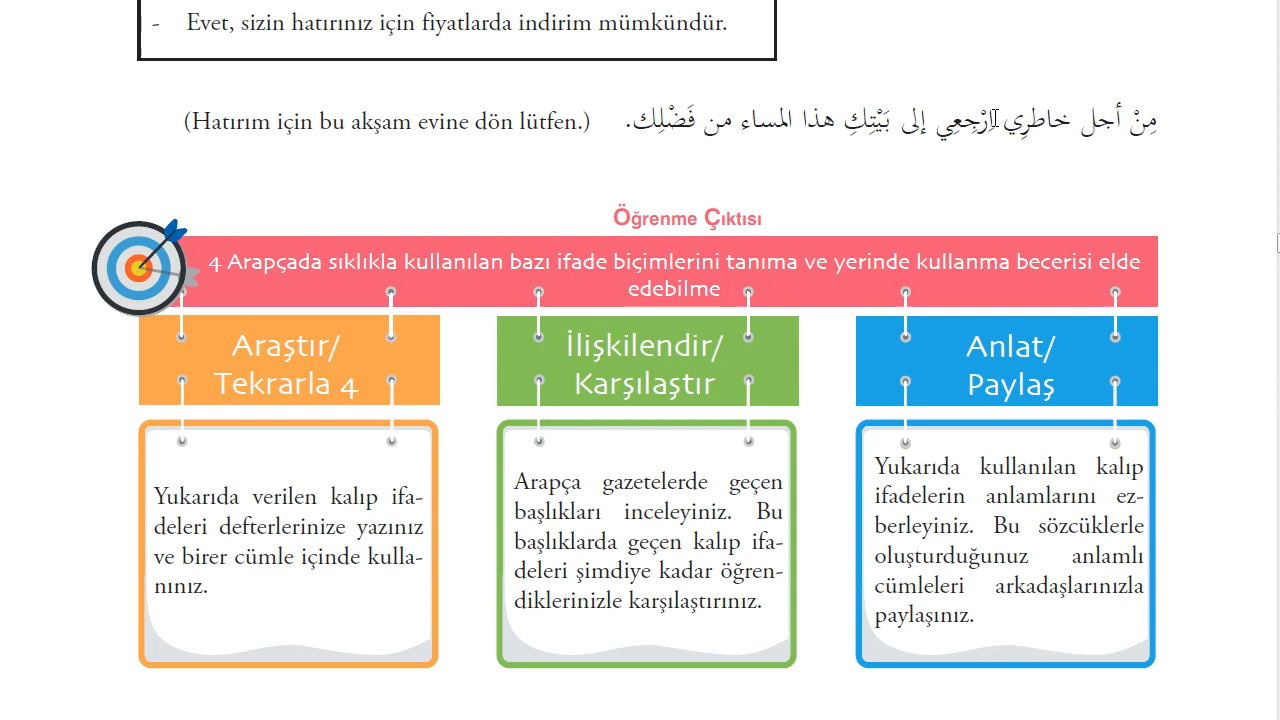 - Evet, sizin hatırınız için fiyatlarda indirim mümkündür.
مِنْ أجل خاطرِي اِرْجِعِي إلى بَيْتِكِ هذا المساء من فَضْلِك. (Hatırım için bu akşam evine dön lütfen.)
Öğrenme Çıktısı
4 Arapçada sıklıkla kullanılan bazı ifade biçimlerini tanıma ve yerinde kullanma becerisi elde
edebilme
Araştır/
Tekrarla 4
Yukarıda verilen kalıp ifa-
deleri defterlerinize yazınız
ve birer cümle içinde kulla-
nınız.
İlişkilendir/
Karşılaştır
Arapça gazetelerde geçen
başlıkları inceleyiniz. Bu
başlıklarda geçen kalıp ifa-
deleri şimdiye kadar öğren-
diklerinizle karşılaştırınız.
Anlat/
Paylaş
Yukarıda kullanılan kalıp
ifadelerin anlamlarını ez-
berleyiniz. Bu sözcüklerle
oluşturduğunuz anlamlı
cümleleri arkadaşlarınızla
paylaşınız.